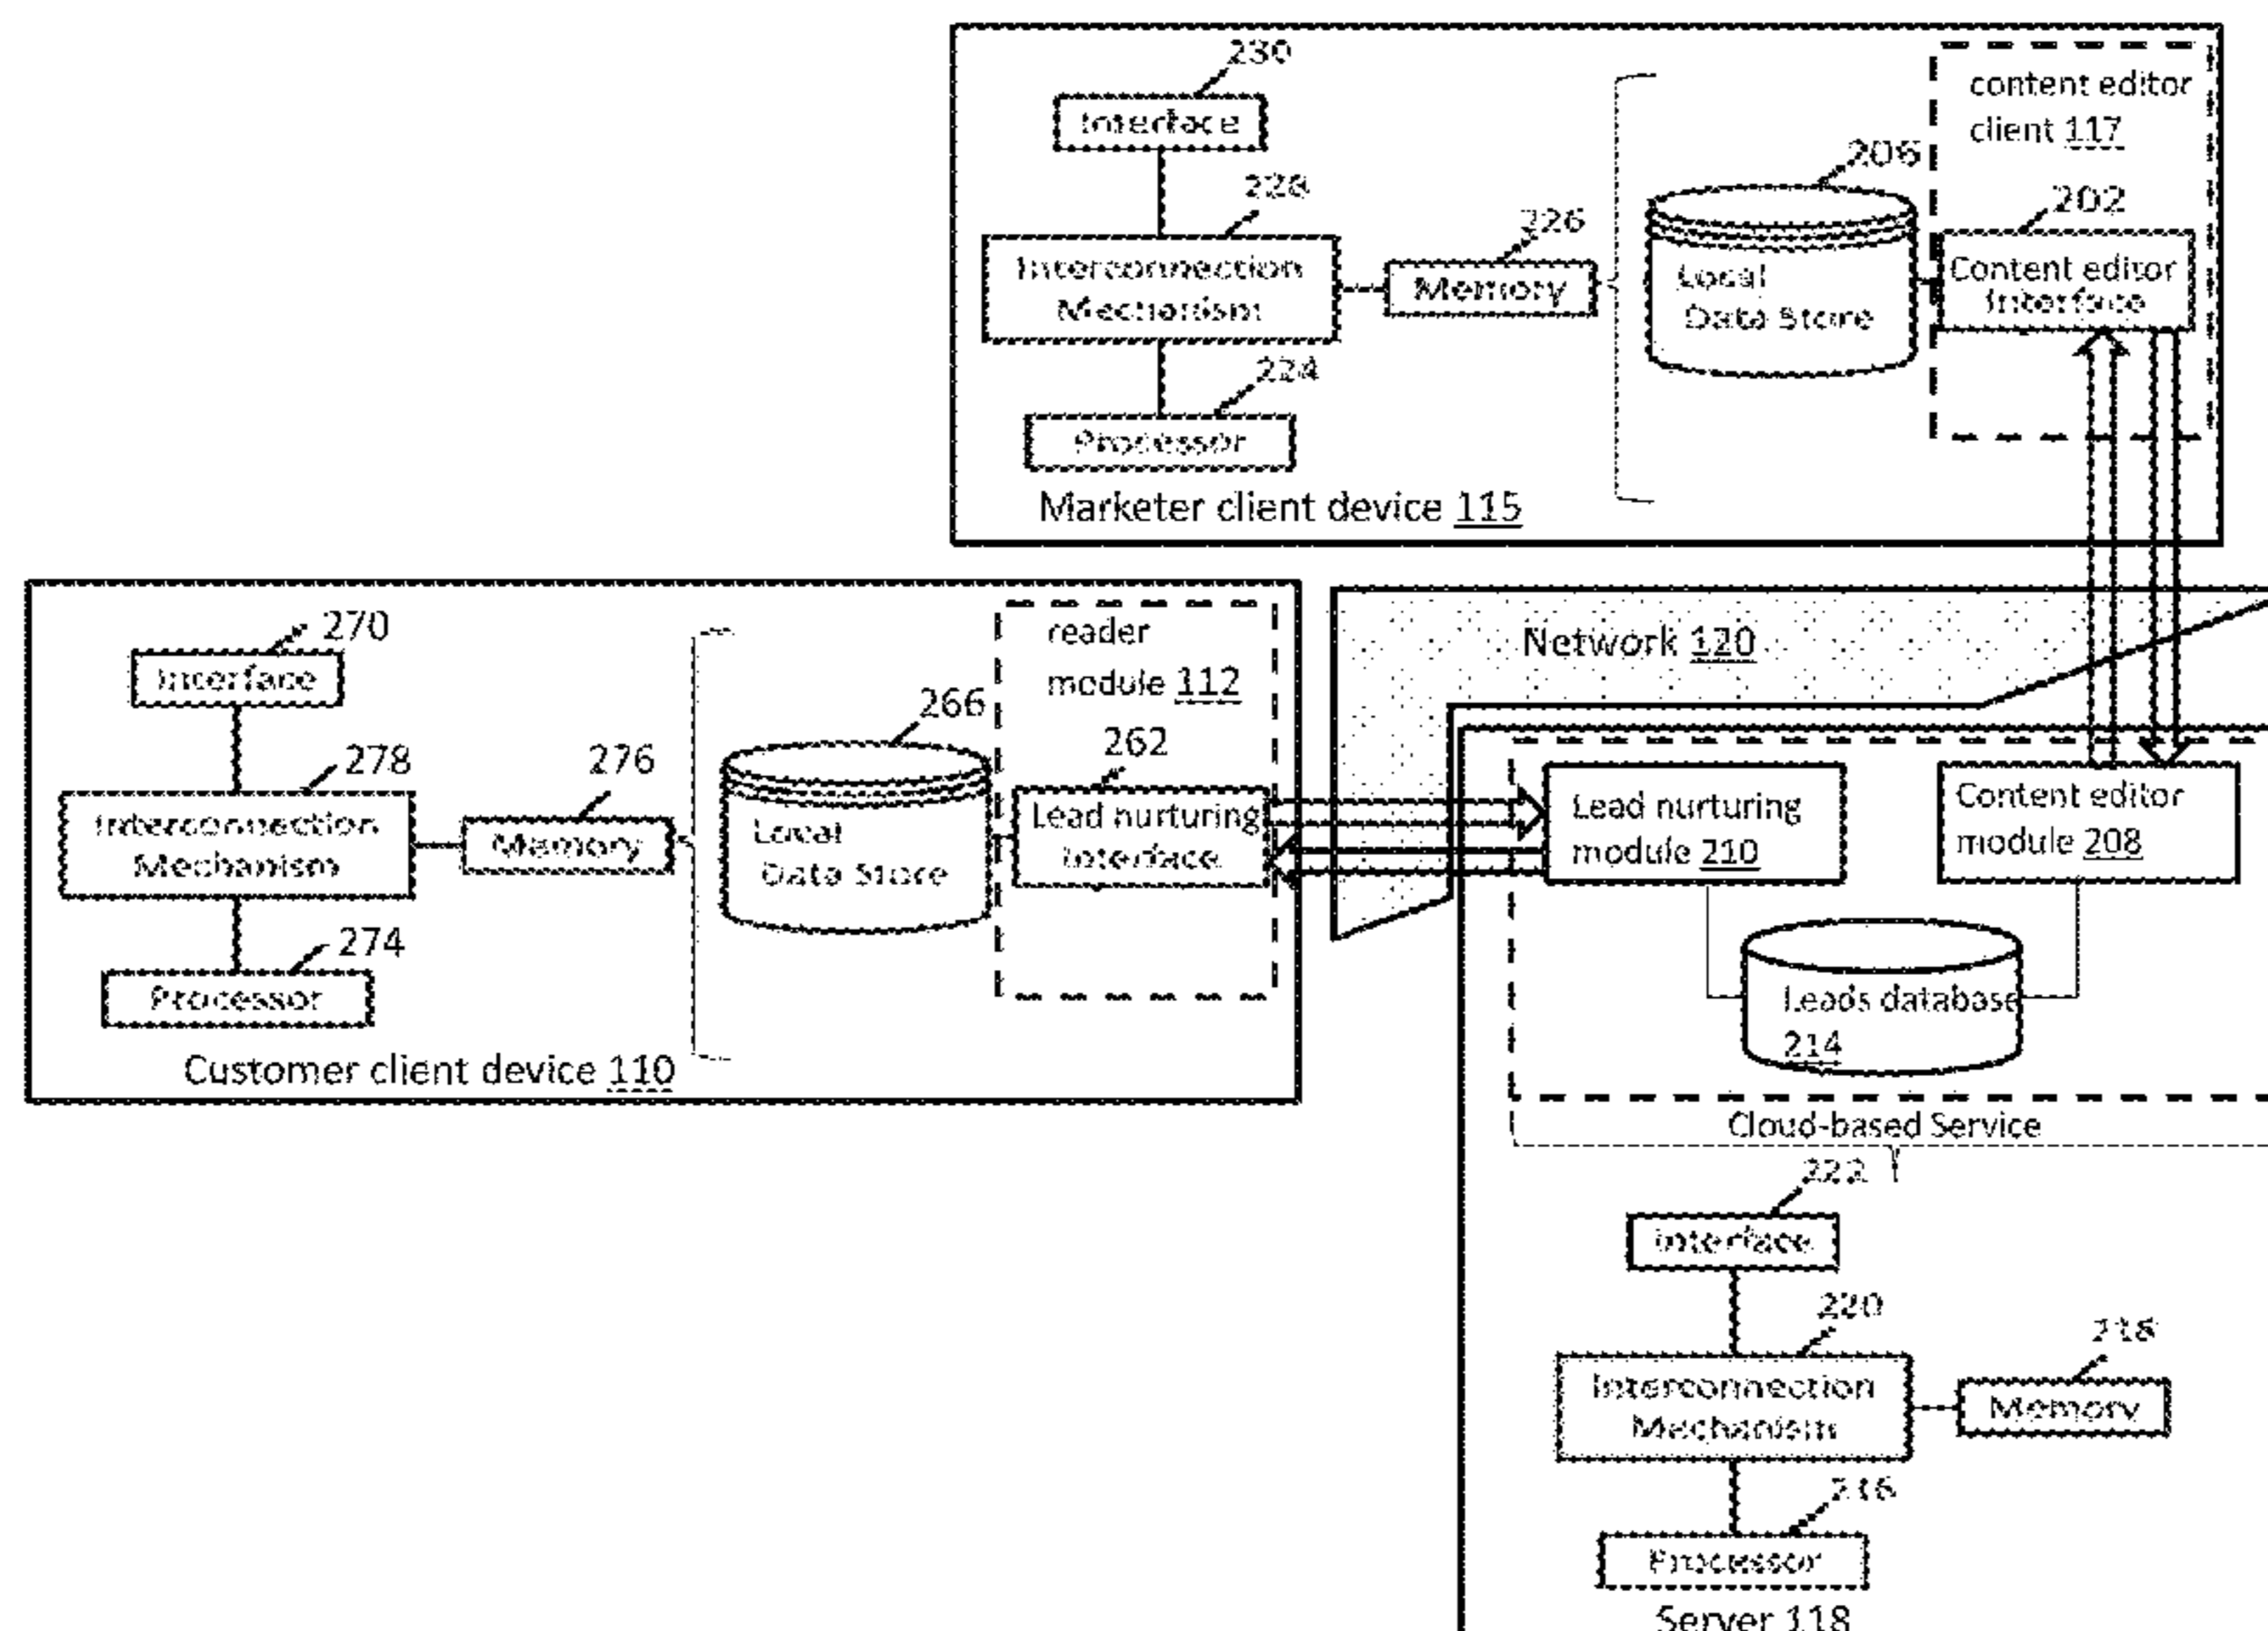 230
Interface
228
Interconnection
Mechanism
226
Memory
224
Processor
206
Local
Data Store
content editor
client 117
202
Content editor
Interface
Marketer client device 115
270
Interface
278
Interconnection
Mechanism
276
Memory
274
Processor
266
Local
Data Store
reader
module 112
262
Lead nurturing
Interface
Customer client device 110
Network 120
Lead nurturing
module 210
Content editor
module 208
Leads database
214
Cloud-based Service
222
Interface
220
Interconnection
Mechanism
218
Memory
216
Processor
Server 118